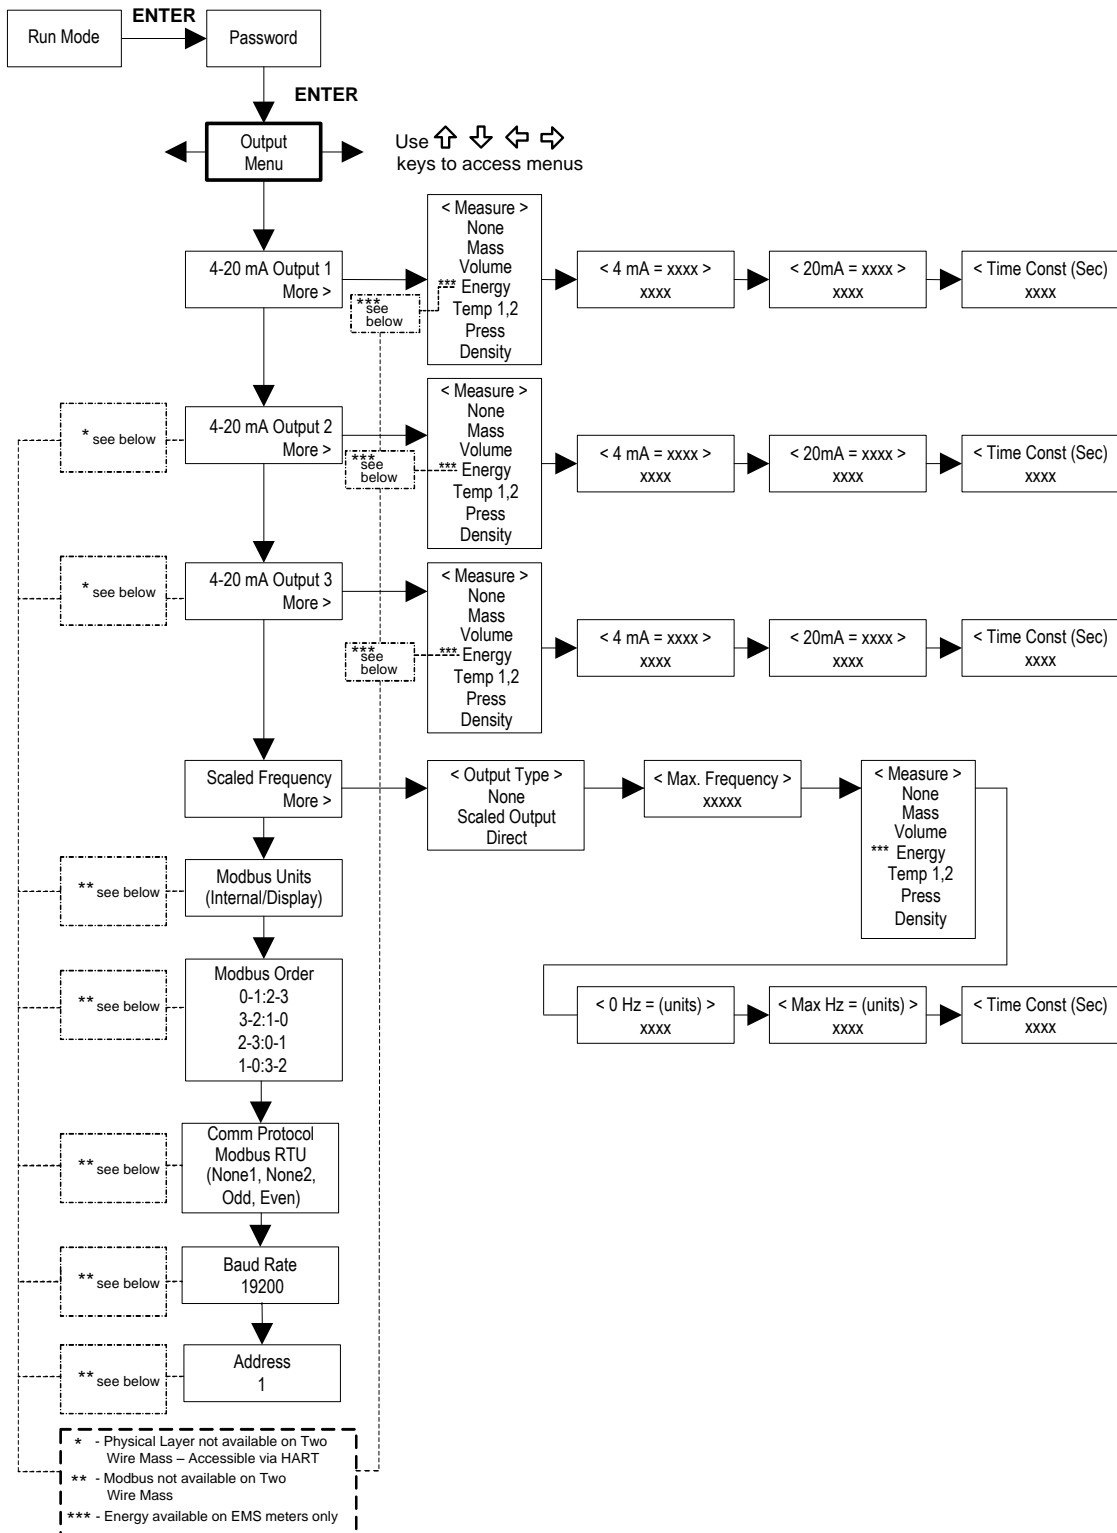 Run Mode
ENTER
Password
ENTER
Output
Menu
Use
keys to access menus
4-20 mA Output 1
More >
*** see
below
< Measure >
None
Mass
Volume
*** Energy
Temp 1,2
Press
Density
< 4 mA = xxxx >
xxxx
< 20mA = xxxx >
xxxx
< Time Const (Sec)
xxxx
* see below
4-20 mA Output 2
More >
*** see
below
< Measure >
None
Mass
Volume
*** Energy
Temp 1,2
Press
Density
< 4 mA = xxxx >
xxxx
< 20mA = xxxx >
xxxx
< Time Const (Sec)
xxxx
* see below
4-20 mA Output 3
More >
*** see
below
< Measure >
None
Mass
Volume
*** Energy
Temp 1,2
Press
Density
< 4 mA = xxxx >
xxxx
< 20mA = xxxx >
xxxx
< Time Const (Sec)
xxxx
Scaled Frequency
More >
< Output Type >
None
Scaled Output
Direct
< Max. Frequency >
xxxxx
< Measure >
None
Mass
Volume
*** Energy
Temp 1,2
Press
Density
< 0 Hz = (units) >
xxxx
< Max Hz = (units) >
xxxx
< Time Const (Sec)
xxxx
** see below
Modbus Units
(Internal/Display)
** see below
Modbus Order
0-1:2-3
3-2:1-0
2-3:0-1
1-0:3-2
** see below
Comm Protocol
Modbus RTU
(None1, None2,
Odd, Even)
** see below
Baud Rate
19200
** see below
Address
1
* - Physical Layer not available on Two
Wire Mass – Accessible via HART
** - Modbus not available on Two
Wire Mass
*** - Energy available on EMS meters only